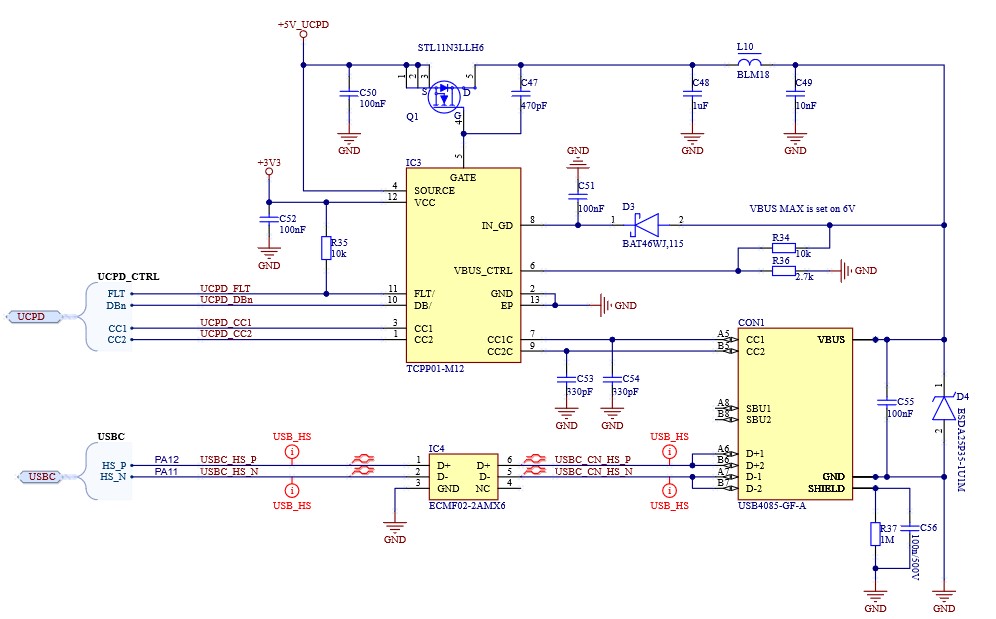 +5V_UCPD
STL11N3LLH6
L10
BLM18
1
2
3
5
S
D
G
4
Q1
C50
100nF
GND
C47
470pF
C48
1uF
GND
C49
10nF
GND
5
IC3
GATE
+3V3
4
SOURCE
12
VCC
C52
100nF
GND
R35
10k
GND
C51
100nF
IN_GD
8
D3
1
2
BAT46WJ,115
VBUS MAX is set on 6V
VBUS_CTRL
6
R34
10k
R36
2.7k
GND
UCPD_CTRL
UCPD
FLT
UCPD_FLT
11
FLT/
GND
2
DBn
UCPD_DBn
10
DB/
EP
13
GND
CC1
UCPD_CC1
3
CC1
CC1C
7
CC2
UCPD_CC2
1
CC2
CC2C
9
TCPP01-M12
C53
330pF
GND
C54
330pF
GND
CON1
A5
CC1
VBUS
B5
CC2
A8
SBU1
B8
SBU2
A6
D+1
B6
D+2
A7
D-1
GND
B7
D-2
SHIELD
USB4085-GF-A
C55
100nF
1
D4
2
ESDA25P35-1U1M
USBC
USBC
HS_P
PA12
USBC_HS_P
HS_N
PA11
USBC_HS_N
USB_HS
USB_HS
IC4
1
D+
D+
6
2
D-
D-
5
3
GND
NC
4
ECMF02-2AMX6
GND
USBC_CN_HS_P
USBC_CN_HS_N
USB_HS
USB_HS
R37
1M
C56
100n/500V
GND
GND